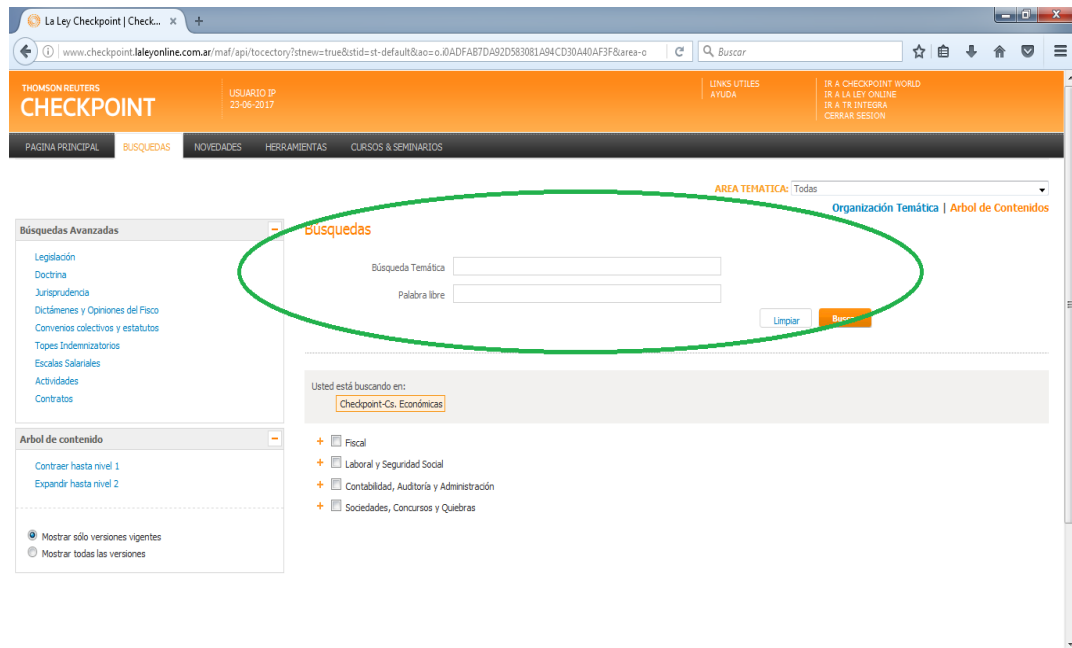 La Ley Checkpoint | Check...
www.checkpoint.laleyonline.com.ar/maf/api/tocectory?stnew=true&stid=st-default&ao=o.i0ADFAB7DA92D583081A94CD30A40AF3F&area-o
Buscar
THOMSON REUTERS
CHECKPOINT
USUARIO IP
23-06-2017
LINKS UTILES
AYUDA
IR A CHECKPOINT WORLD
IR A LA LEY ONLINE
IR A TR INTEGRA
CERRAR SESION
PAGINA PRINCIPAL BUSQUEDAS NOVEDADES HERRAMIENTAS CURSOS & SEMINARIOS
AREA TEMATICA: Todas
Organización Temática | Arbol de Contenidos
Búsquedas Avanzadas
Legislación
Doctrina
Jurisprudencia
Dictámenes y Opiniones del Fisco
Convenios colectivos y estatutos
Topes Indemnizatorios
Escalas Salariales
Actividades
Contratos
Arbol de contenido
Contraer hasta nivel 1
Expandir hasta nivel 2
Mostrar sólo versiones vigentes
Mostrar todas las versiones
Búsquedas
Búsqueda Temática
Palabra libre
Limpiar
Usted está buscando en:
Checkpoint-Cs. Económicas
Fiscal
Laboral y Seguridad Social
Contabilidad, Auditoría y Administración
Sociedades, Concursos y Quiebras